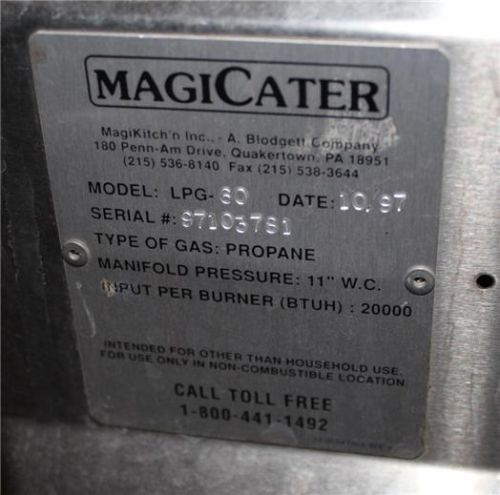 MAGICATER
MagiKitch'n Inc., - A. Blodgett Company
180 Penn-Am Drive, Quakertown, PA 18951
(215) 536-8140 Fax (215) 538-3644
MODEL: LPG-60 DATE: 10/97
SERIAL #: 97103761
TYPE OF GAS: PROPANE
MANIFOLD PRESSURE: 11" W.C.
INPUT PER BURNER (BTUH) : 20000
INTENDED FOR OTHER THAN HOUSEHOLD USE.
FOR USE ONLY IN NON-COMBUSTIBLE LOCATION.
CALL TOLL FREE
1-800-441-1492